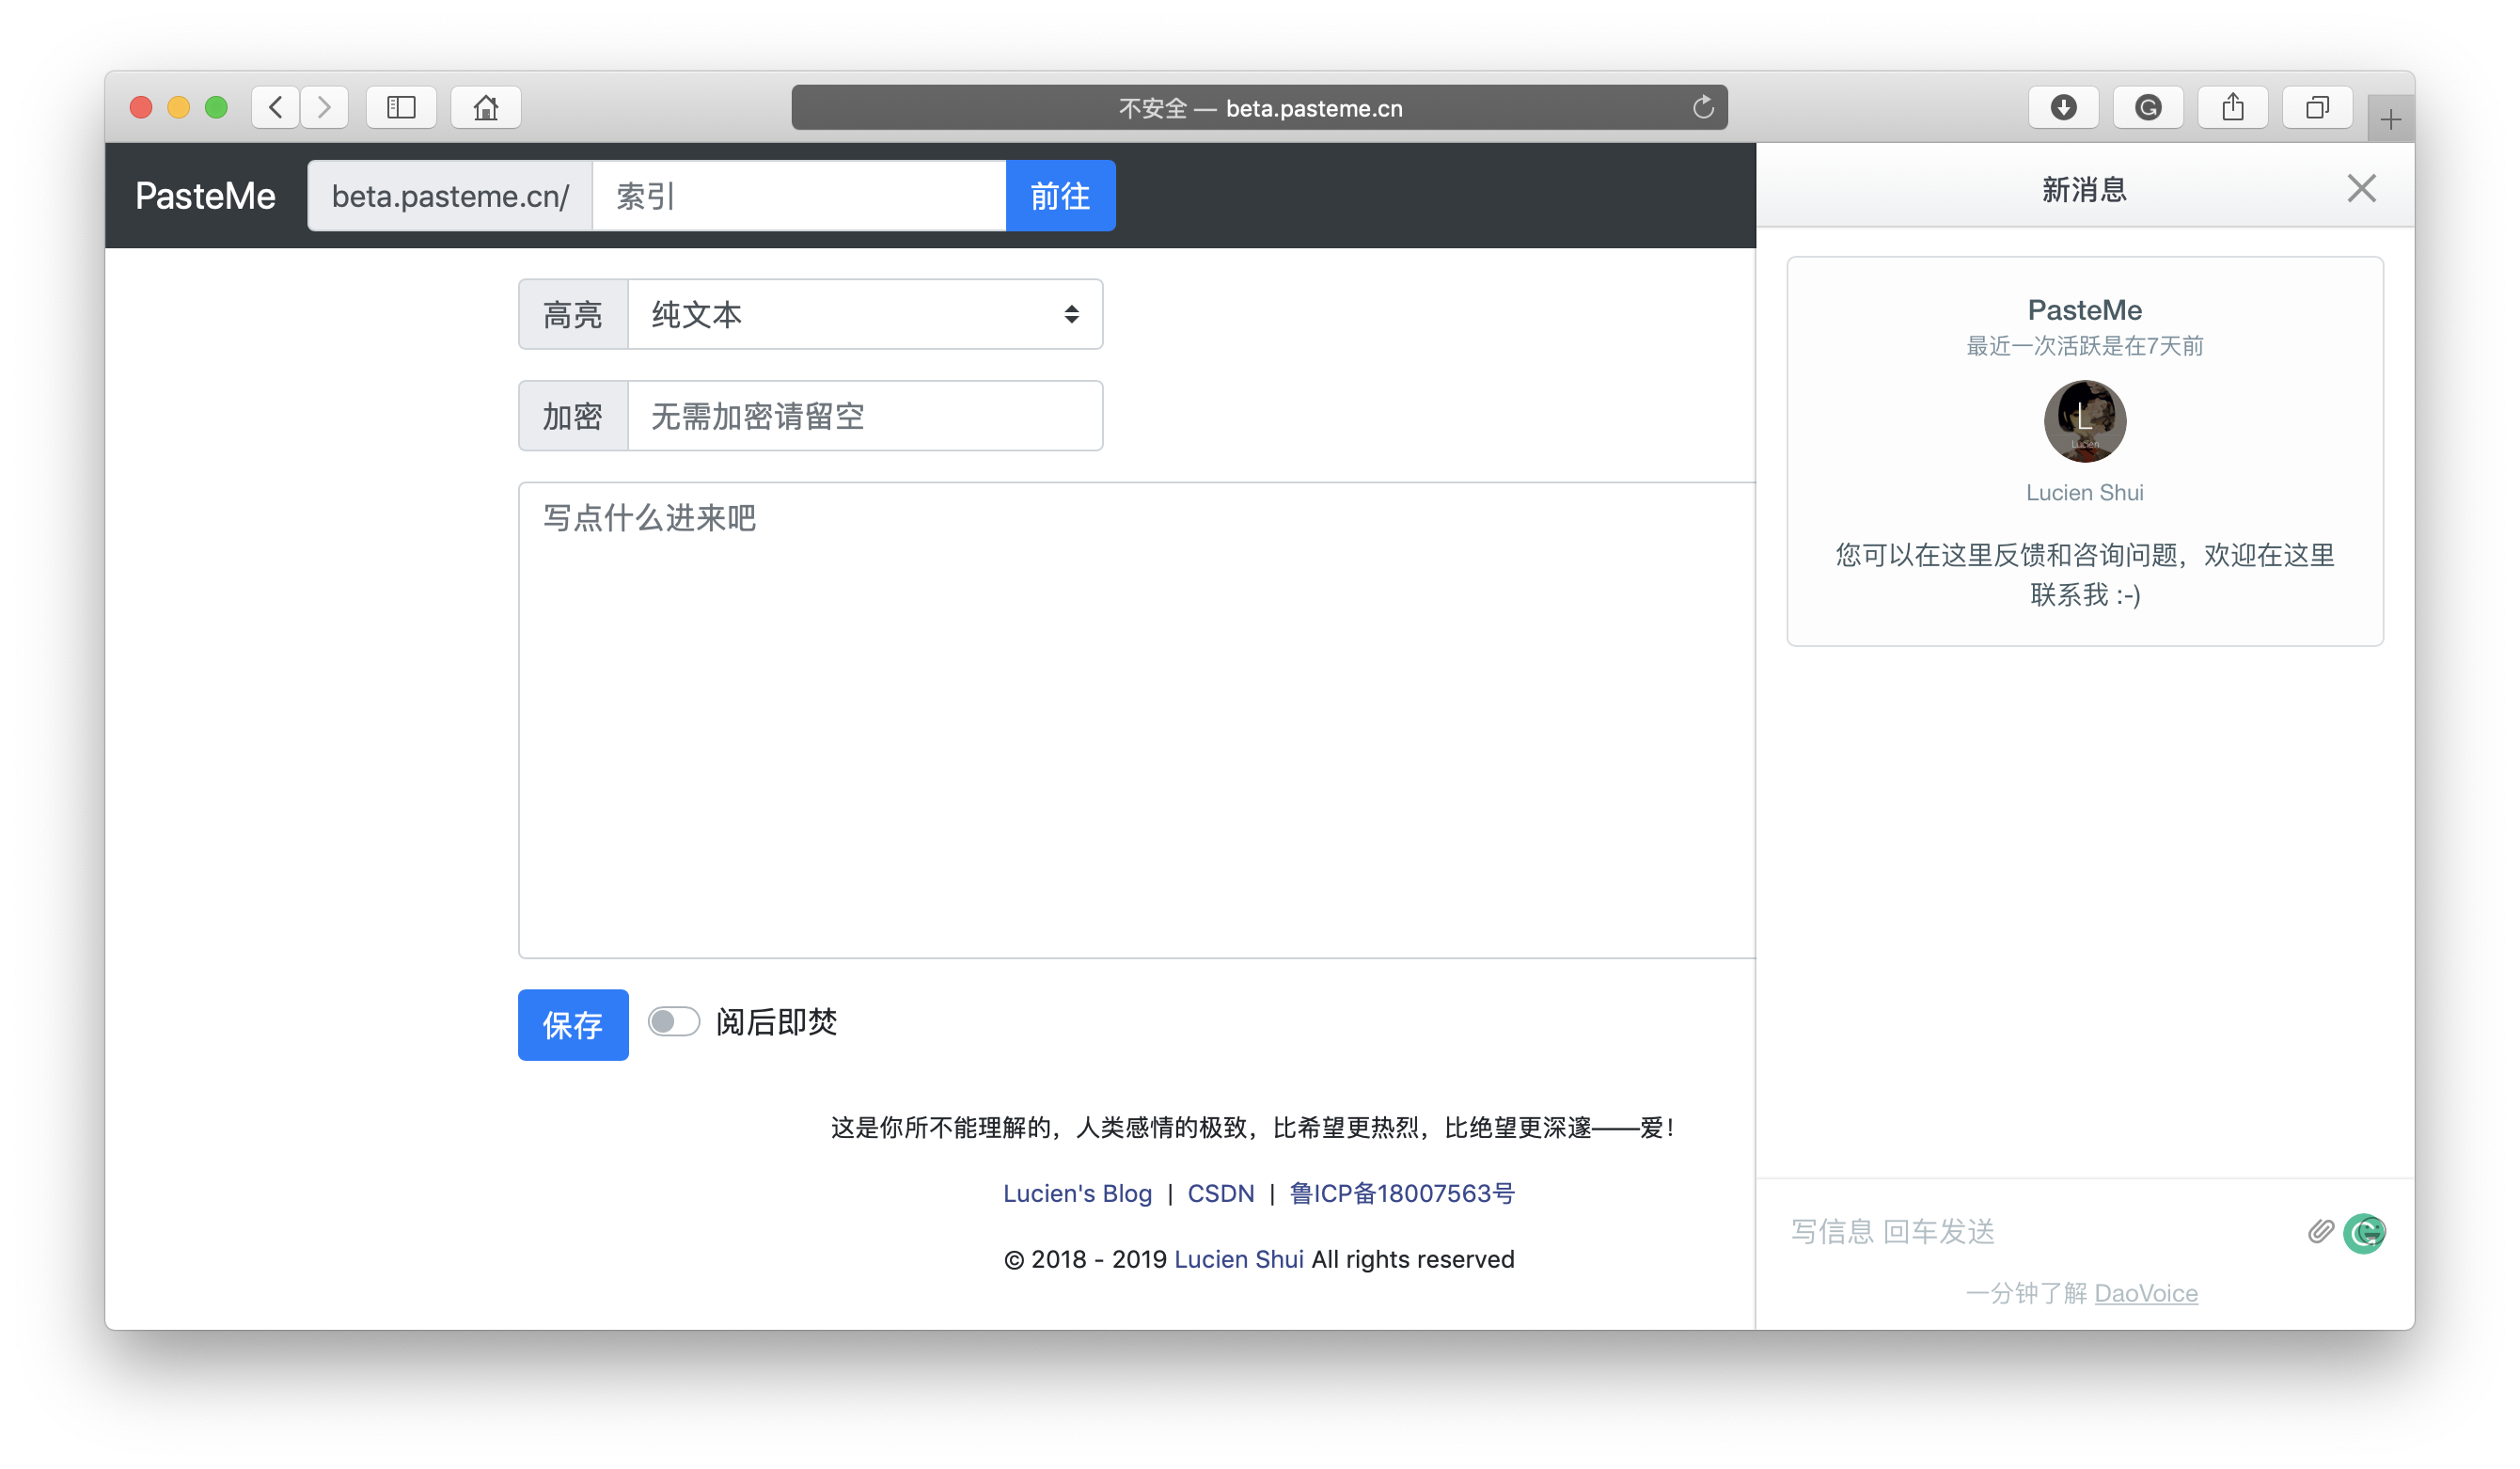 不安全 — beta.pasteme.cn
PasteMe beta.pasteme.cn/ 索引 前往
高亮 纯文本
加密 无需加密请留空
写点什么进来吧
保存 阅后即焚
这是你所不能理解的，人类感情的极致，比希望更热烈，比绝望更深邃——爱！
Lucien's Blog | CSDN | 鲁ICP备18007563号
© 2018 - 2019 Lucien Shui All rights reserved
新消息
PasteMe
最近一次活跃是在7天前
L
Lucien
Lucien Shui
您可以在这里反馈和咨询问题，欢迎在这里
联系我 :-)
写信息 回车发送
一分钟了解 DaoVoice